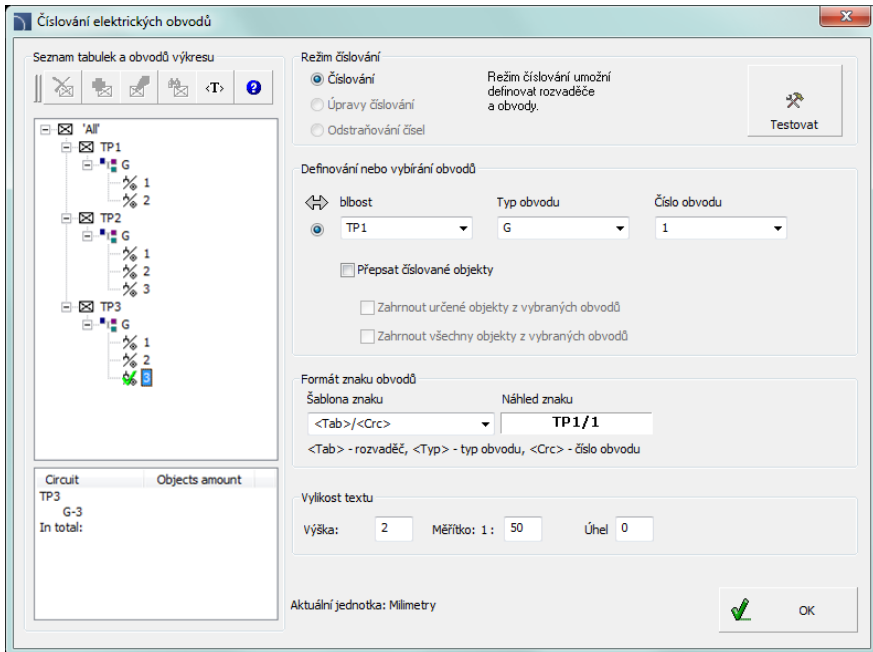 Číslování elektrických obvodů
x
Seznam tabulek a obvodů výkresu
<T>
?
'All'
TP1
G
1
2
TP2
G
1
2
3
TP3
G
1
2
3
Circuit Objects amount
TP3
G-3
In total:
Režim číslování
Číslování
Úpravy číslování
Odstraňování čísel
Režim číslování umožní
definovat rozvaděče
a obvody.
Testovat
Definování nebo vybírání obvodů
blbost Typ obvodu Číslo obvodu
TP1 G 1
Přepsat číslované objekty
Zahrnout určené objekty z vybraných obvodů
Zahrnout všechny objekty z vybraných obvodů
Formát znaku obvodů
Šablona znaku Náhled znaku
<Tab>/<Crc> TP1/1
<Tab> - rozvaděč, <Typ> - typ obvodu, <Crc> - číslo obvodu
Vylikost textu
Výška: 2 Měřítko: 1 : 50 Úhel 0
Aktuální jednotka: Milimetry
OK